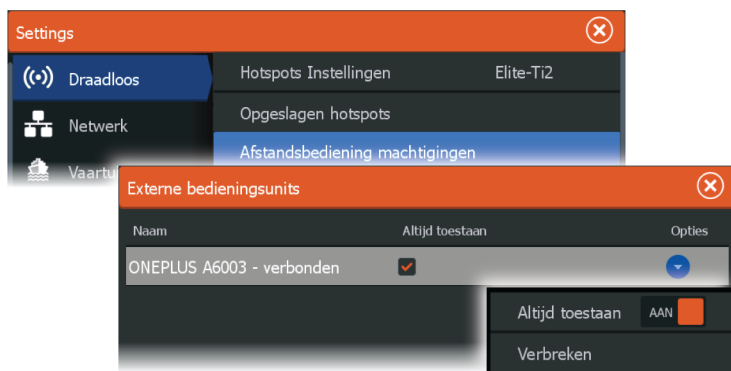 Settings
Draadloos
Hotspots Instellingen Elite-Ti2
Netwerk
Opgeslagen hotspots
Afstandsbediening machtigingen
Vaartu
Externe bedieningsunits
Naam Altijd toestaan Opties
ONEPLUS A6003 - verbonden
Altijd toestaan AAN
Verbreken